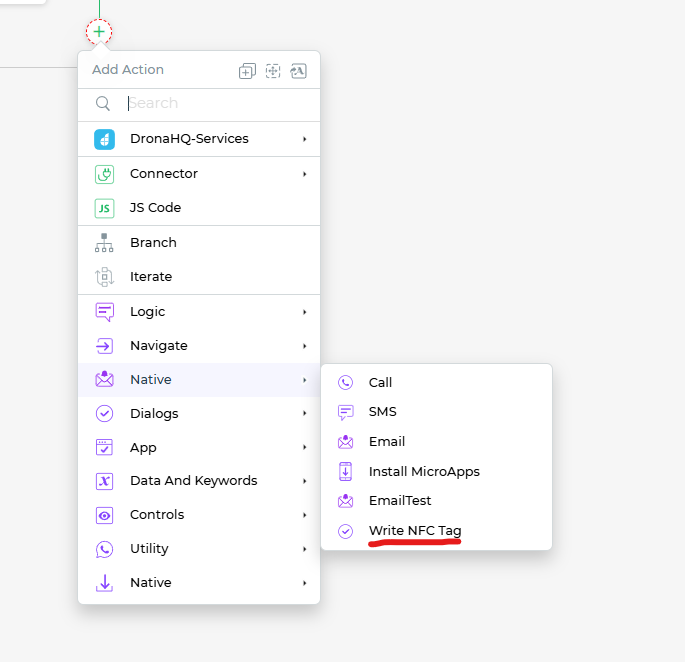 Add Action
Search
DronaHQ-Services
Connector
JS
JS Code
Branch
Iterate
Logic
Navigate
Native
Dialogs
App
Data And Keywords
Controls
Utility
Native
Call
SMS
Email
Install MicroApps
EmailTest
Write NFC Tag